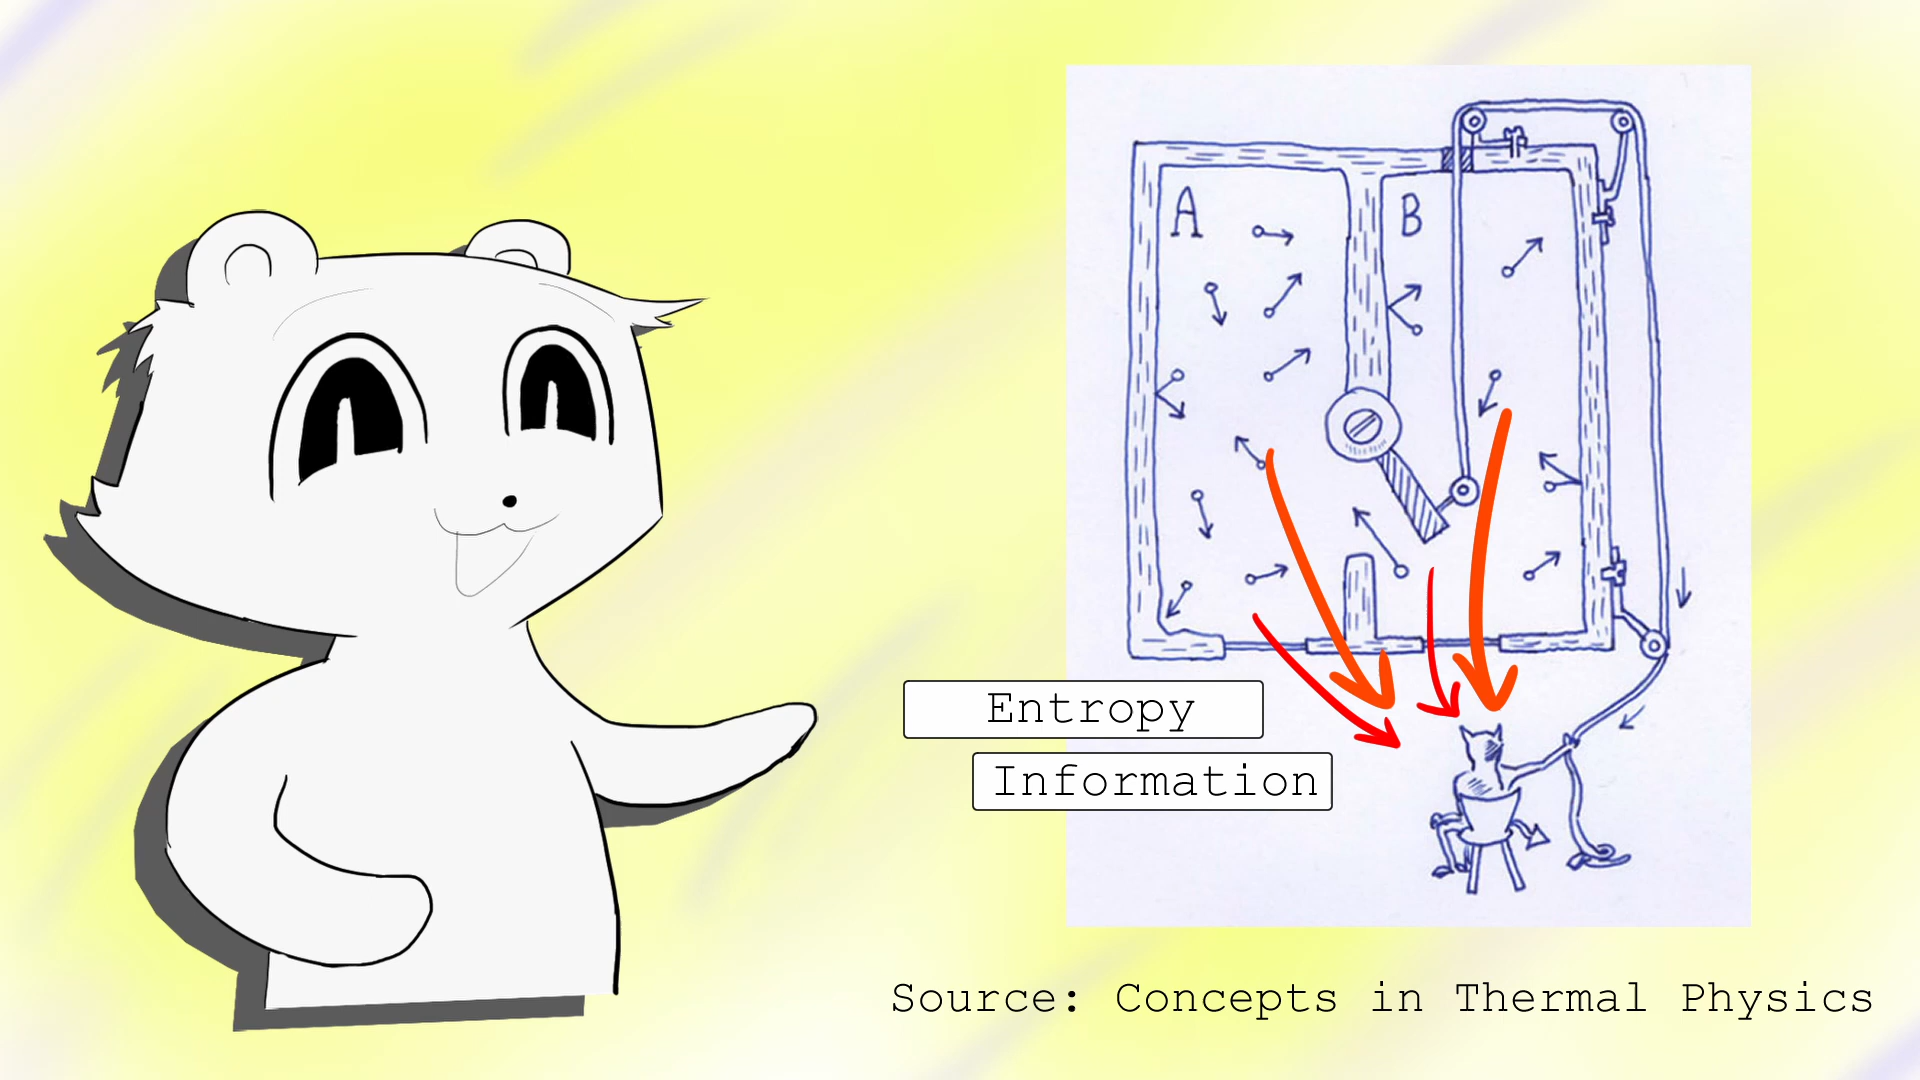 A
B
Entropy
Information
Source: Concepts in Thermal Physics